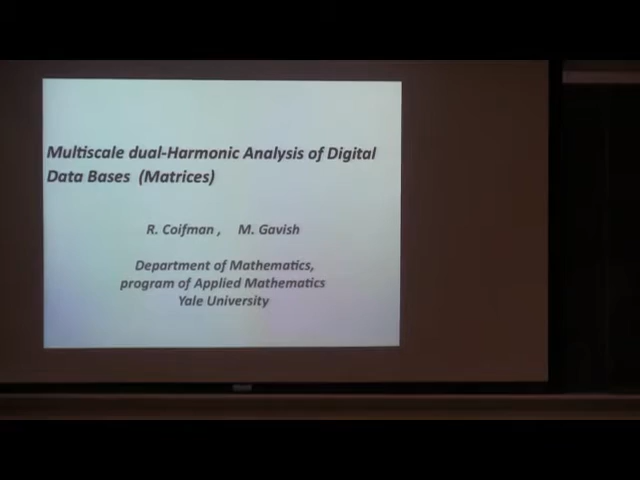 Multiscale dual-Harmonic Analysis of Digital
Data Bases (Matrices)
R. Coifman , M. Gavish
Department of Mathematics,
program of Applied Mathematics
Yale University